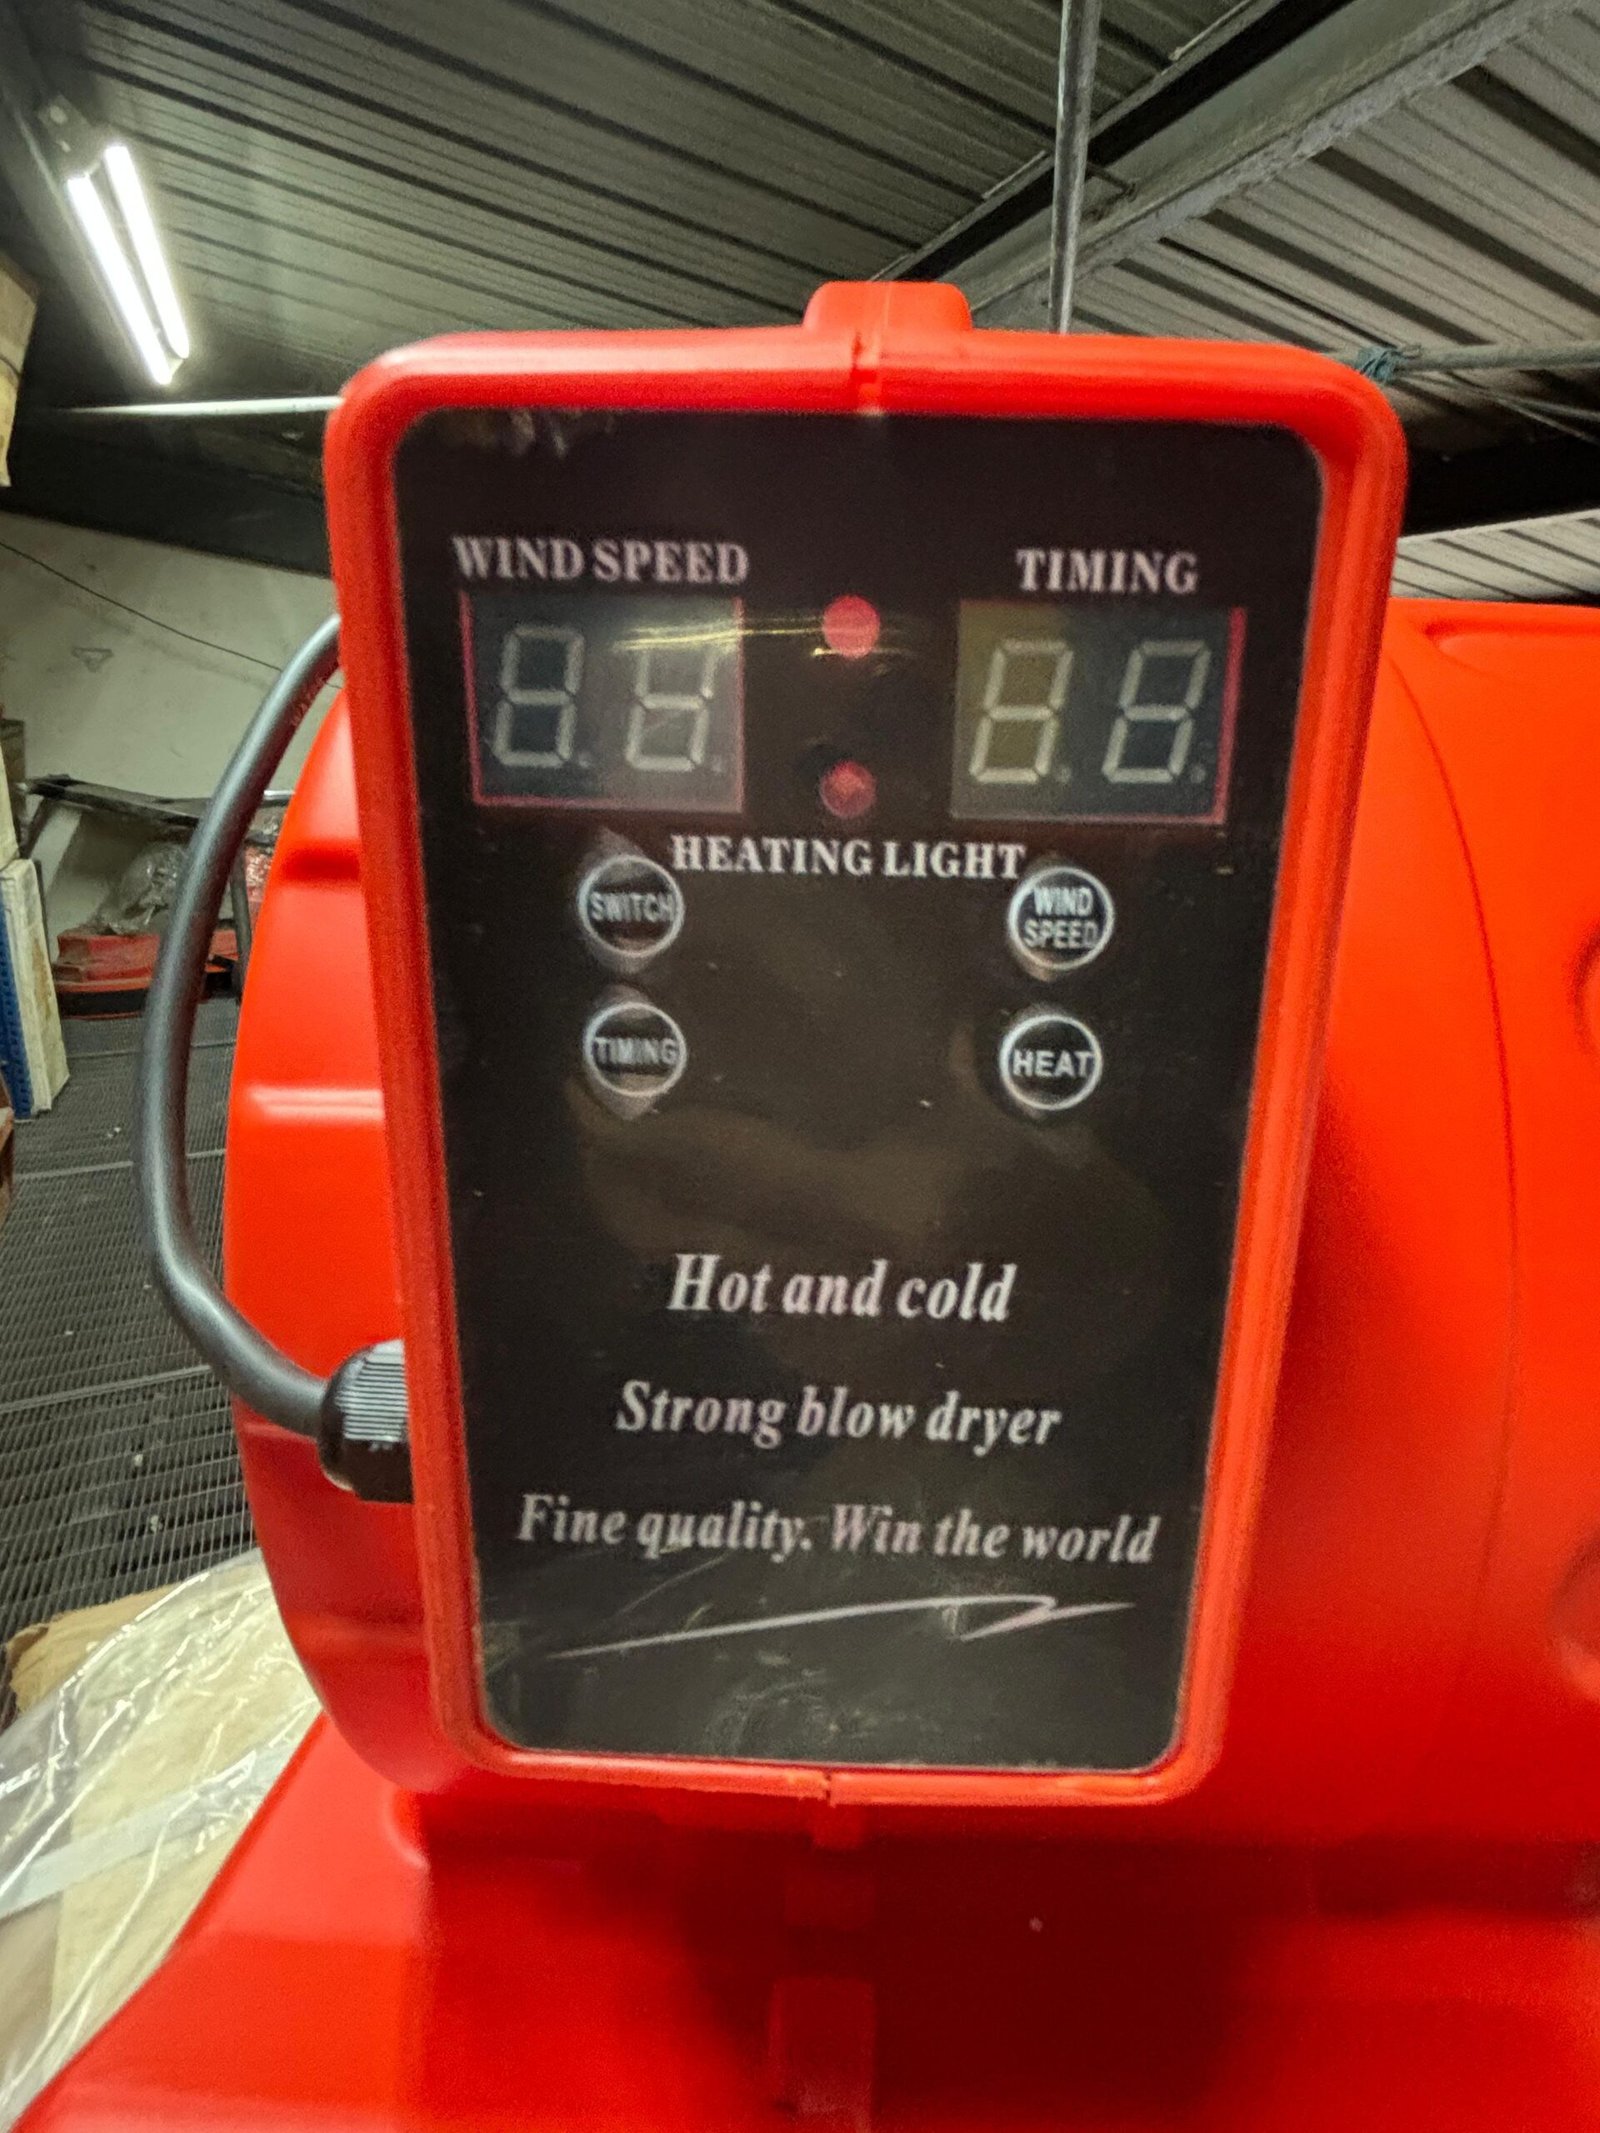 WIND SPEED
TIMING
HEATING LIGHT
SWITCH
WIND
SPEED
TIMING
HEAT
Hot and cold
Strong blow dryer
Fine quality. Win the world